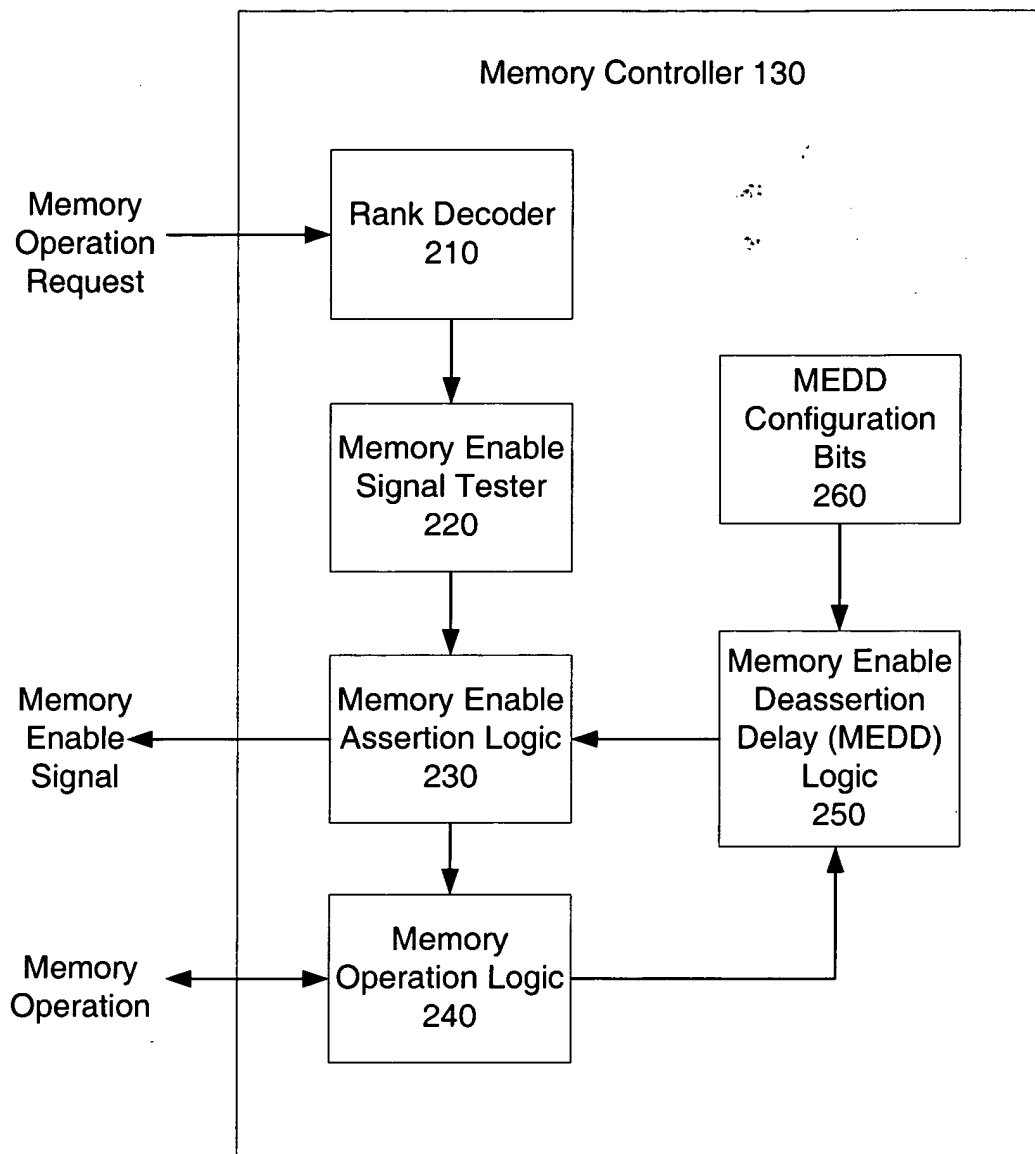 Memory Controller 130
Memory
Operation
Request
Rank Decoder
210
Memory Enable
Signal Tester
220
MEDD
Configuration
Bits
260
Memory
Enable
Signal
Memory Enable
Assertion Logic
230
Memory Enable
Deassertion
Delay (MEDD)
Logic
250
Memory
Operation
Memory
Operation Logic
240